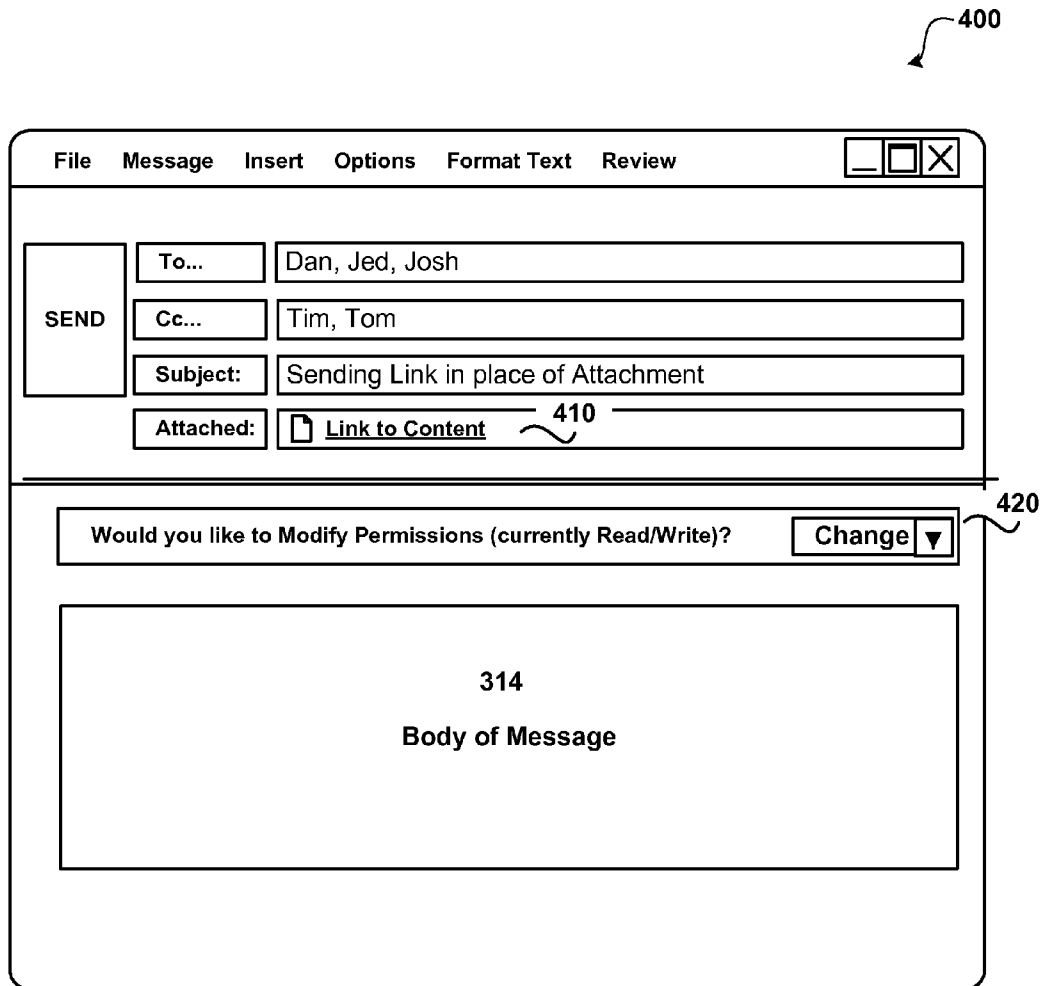 400
File Message Insert Options Format Text Review
SEND
To... Dan, Jed, Josh
Cc... Tim, Tom
Subject: Sending Link in place of Attachment
Attached: Link to Content 410
420
Would you like to Modify Permissions (currently Read/Write)? Change
314
Body of Message